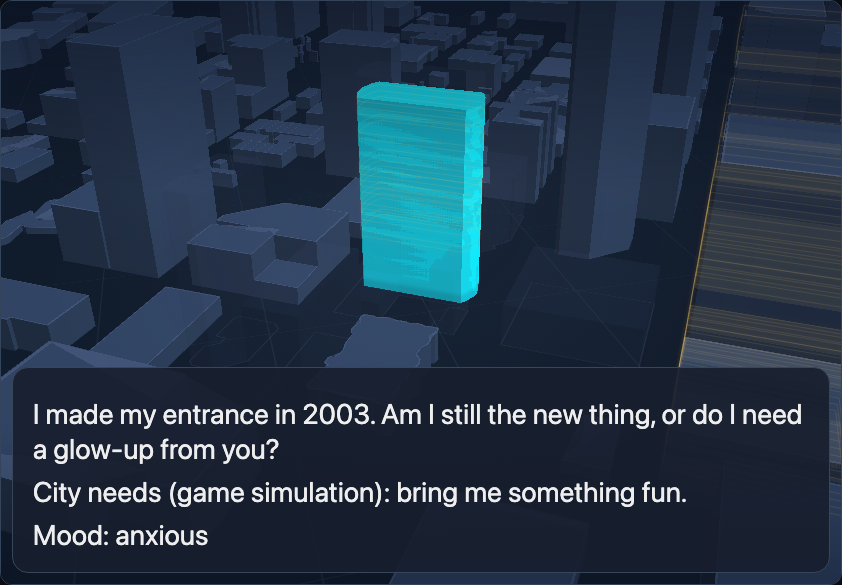 I made my entrance in 2003. Am I still the new thing, or do I need
a glow-up from you?
City needs (game simulation): bring me something fun.
Mood: anxious